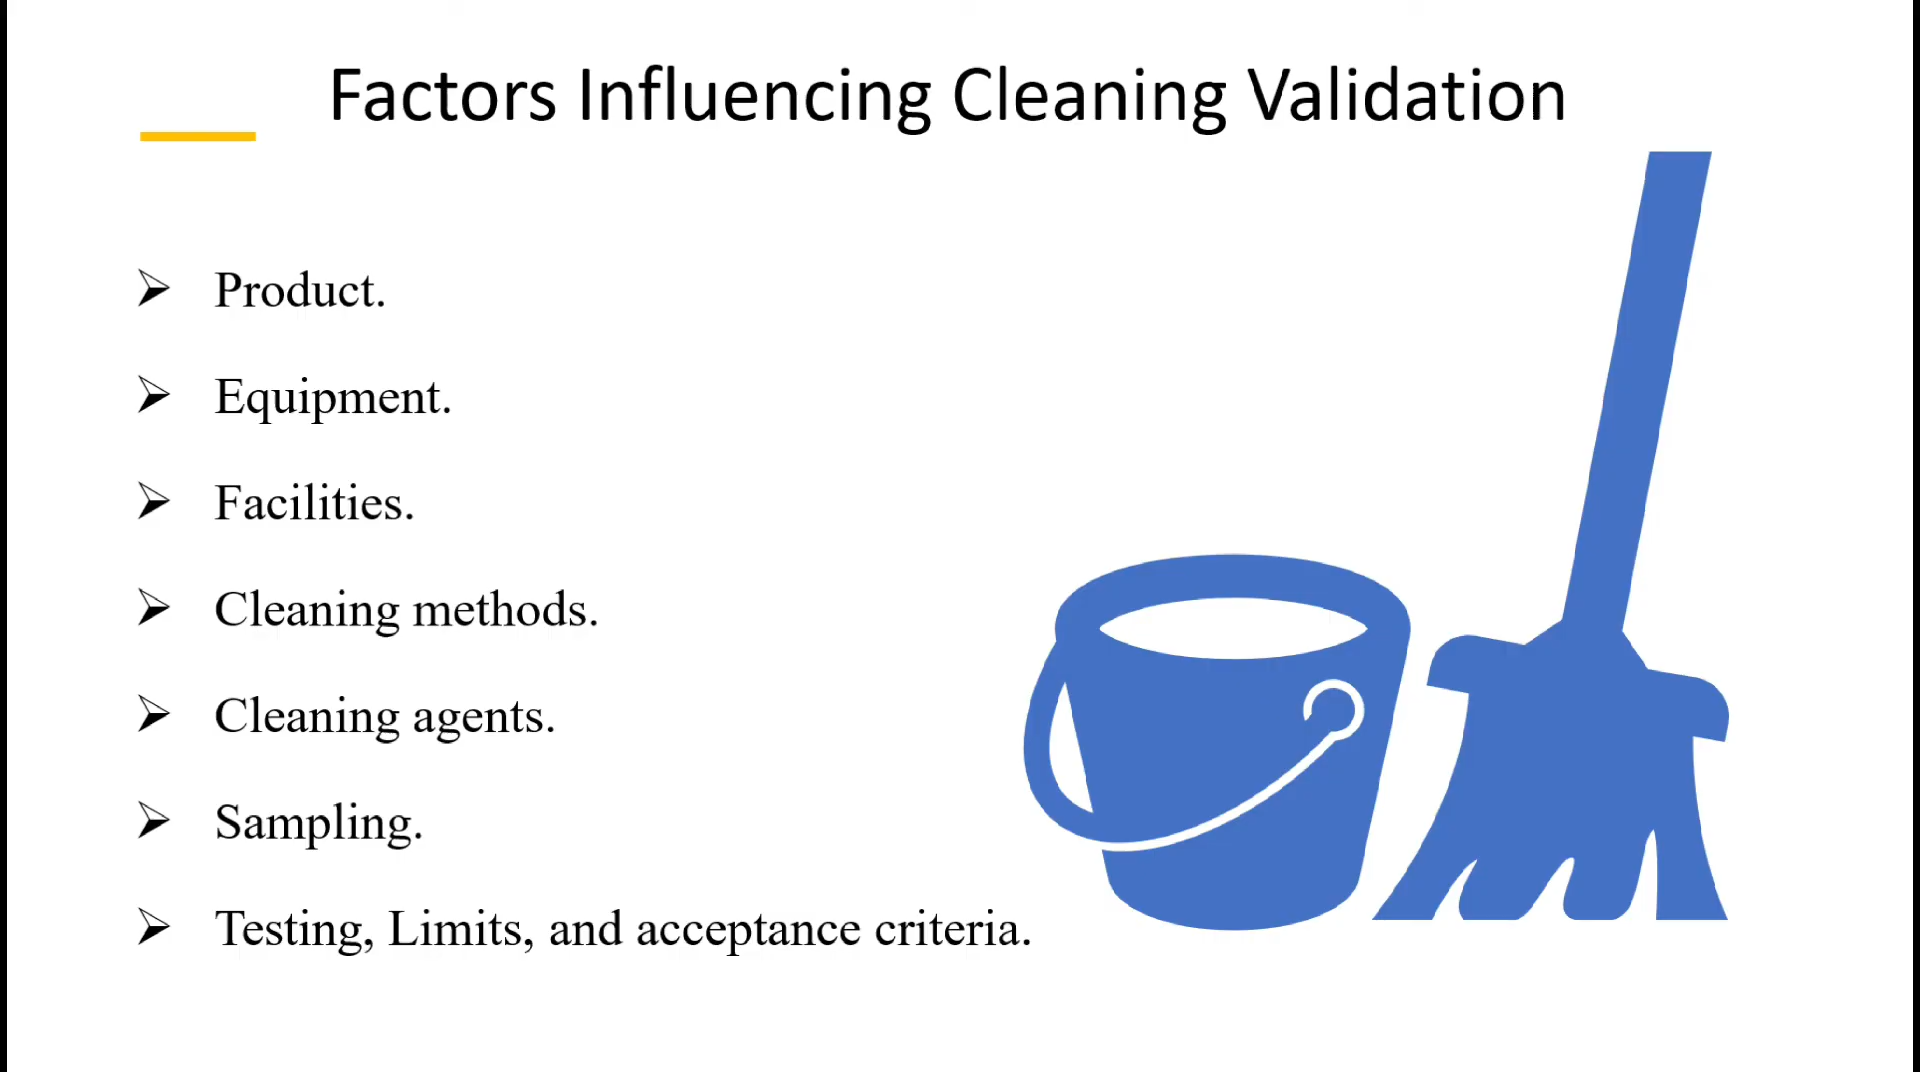 Factors Influencing Cleaning Validation
Product.
Equipment.
Facilities.
Cleaning methods.
Cleaning agents.
Sampling.
Testing, Limits, and acceptance criteria.